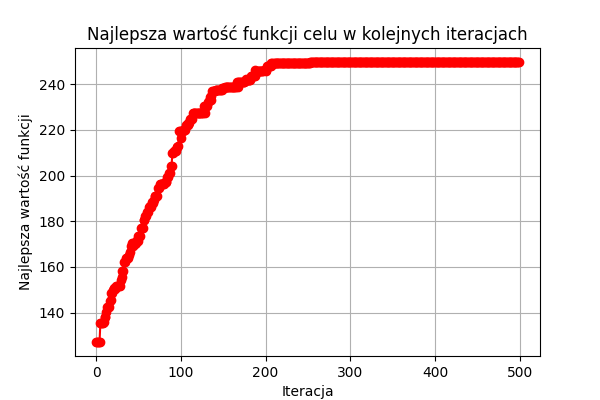 Najlepsza wartość funkcji celu w kolejnych iteracjach
Najlepsza wartość funkcji
240
220
200
180
160
140
0 100 200 300 400 500
Iteracja